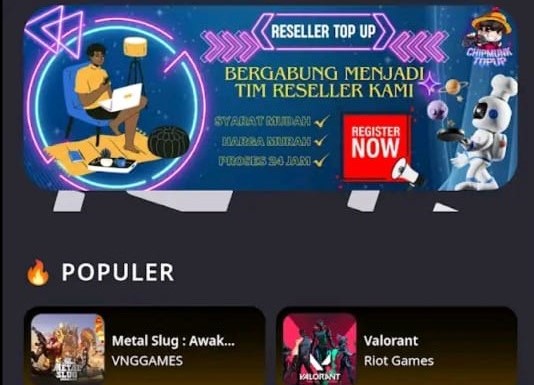 RESELLER TOP UP
CHIPMUNK
TOPUP
BERGABUNG MENJADI
TIM RESELLER KAMI
SYARAT MUDAH ✓
HARGA MURAH ✓
PROSES 24 JAM ✓
REGISTER
NOW
🔥 POPULER
METAL
SLUG
Metal Slug : Awak...
VNGGAMES
VALORANT
Valorant
Riot Games